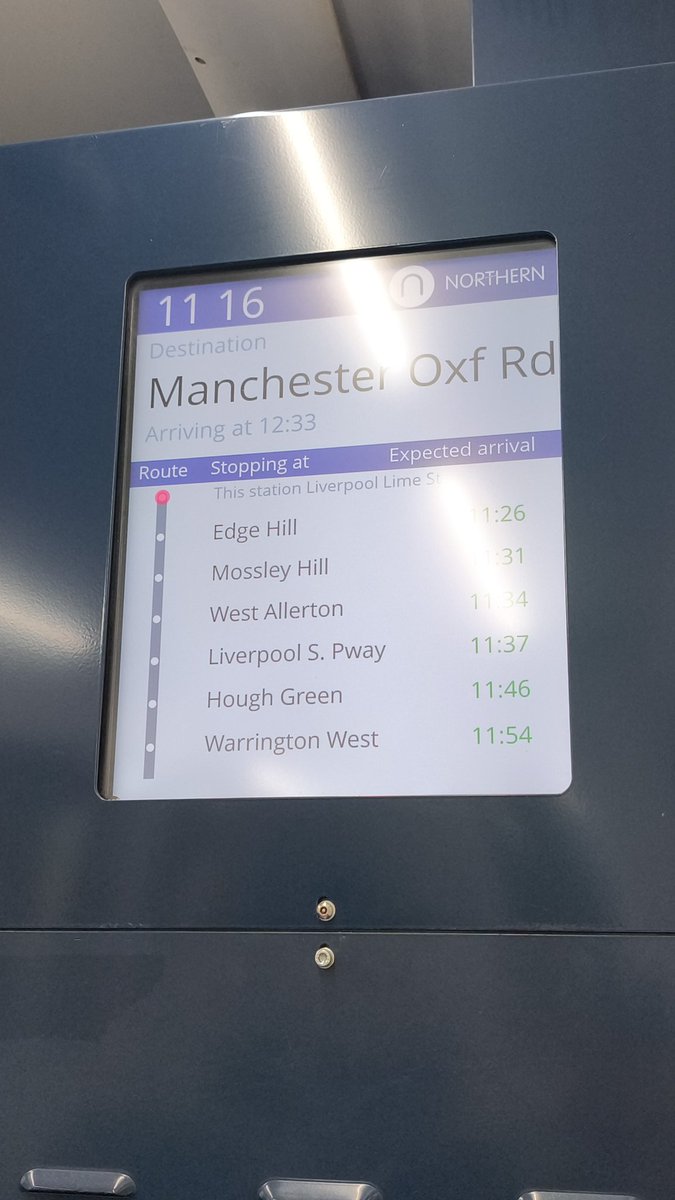 11 16 NORTHERN
Destination
Manchester Oxf Rd
Arriving at 12:33
Route Stopping at Expected arrival
This station Liverpool Lime St
Edge Hill 11:26
Mossley Hill 11:31
West Allerton 11:34
Liverpool S. Pway 11:37
Hough Green 11:46
Warrington West 11:54